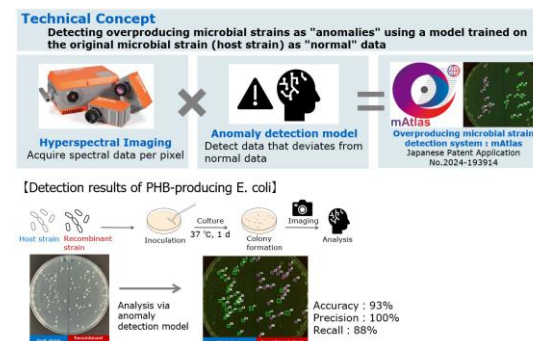 Technical Concept
Detecting overproducing microbial strains as "anomalies" using a model trained on
the original microbial strain (host strain) as "normal" data
Hyperspectral Imaging
Acquire spectral data per pixel
Anomaly detection model
Detect data that deviates from
normal data
mAtlas
Overproducing microbial strain
detection system : mAtlas
Japanese Patent Application
No.2024-193914
【Detection results of PHB-producing E. coli】
Host strain
Recombinant
strain
Inoculation
Culture
37 ℃, 1 d
Colony
formation
Imaging
Analysis
Analysis via
anomaly
detection model
Accuracy : 93%
Precision : 100%
Recall : 88%
Recombinant